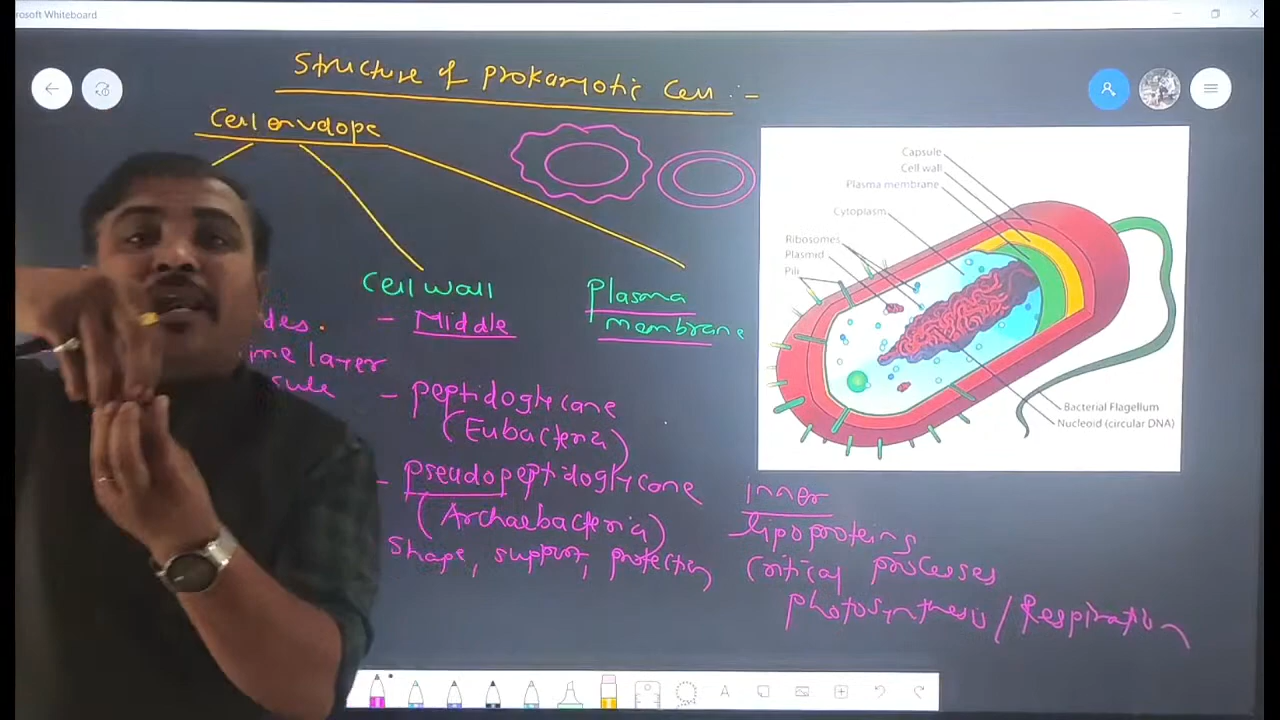 rosoft Whiteboard
Structure of prokaryotic Cell :-
Cell envelope
Cell wall
- Middle
des.
ime layer
sule
- peptidoglycane
(Eubacteria)
- pseudopeptidoglycane
(Archaebacteria)
Shape, support, protection
Plasma
membrane
inner
lipoproteins
critical processes
photosynthesis/Respiration
Capsule
Cell wall
Plasma membrane
Cytoplasm
Ribosomes
Plasmid
Pili
Bacterial Flagellum
Nucleoid (circular DNA)
A